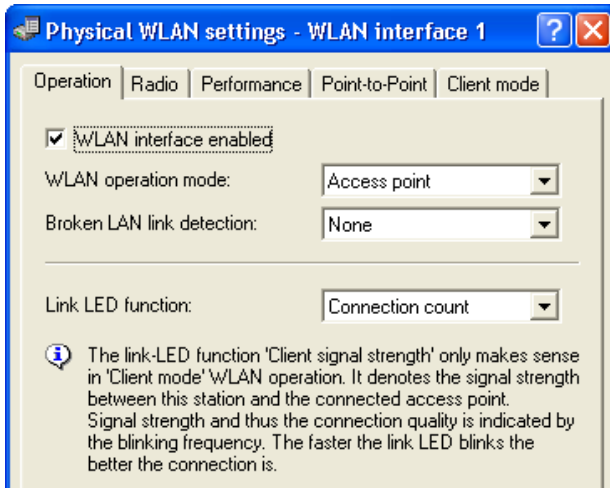 Physical WLAN settings - WLAN interface 1
Operation Radio Performance Point-to-Point Client mode
WLAN interface enabled
WLAN operation mode: Access point
Broken LAN link detection: None
Link LED function: Connection count
The link-LED function 'Client signal strength' only makes sense
in 'Client mode' WLAN operation. It denotes the signal strength
between this station and the connected access point.
Signal strength and thus the connection quality is indicated by
the blinking frequency. The faster the link LED blinks the
better the connection is.